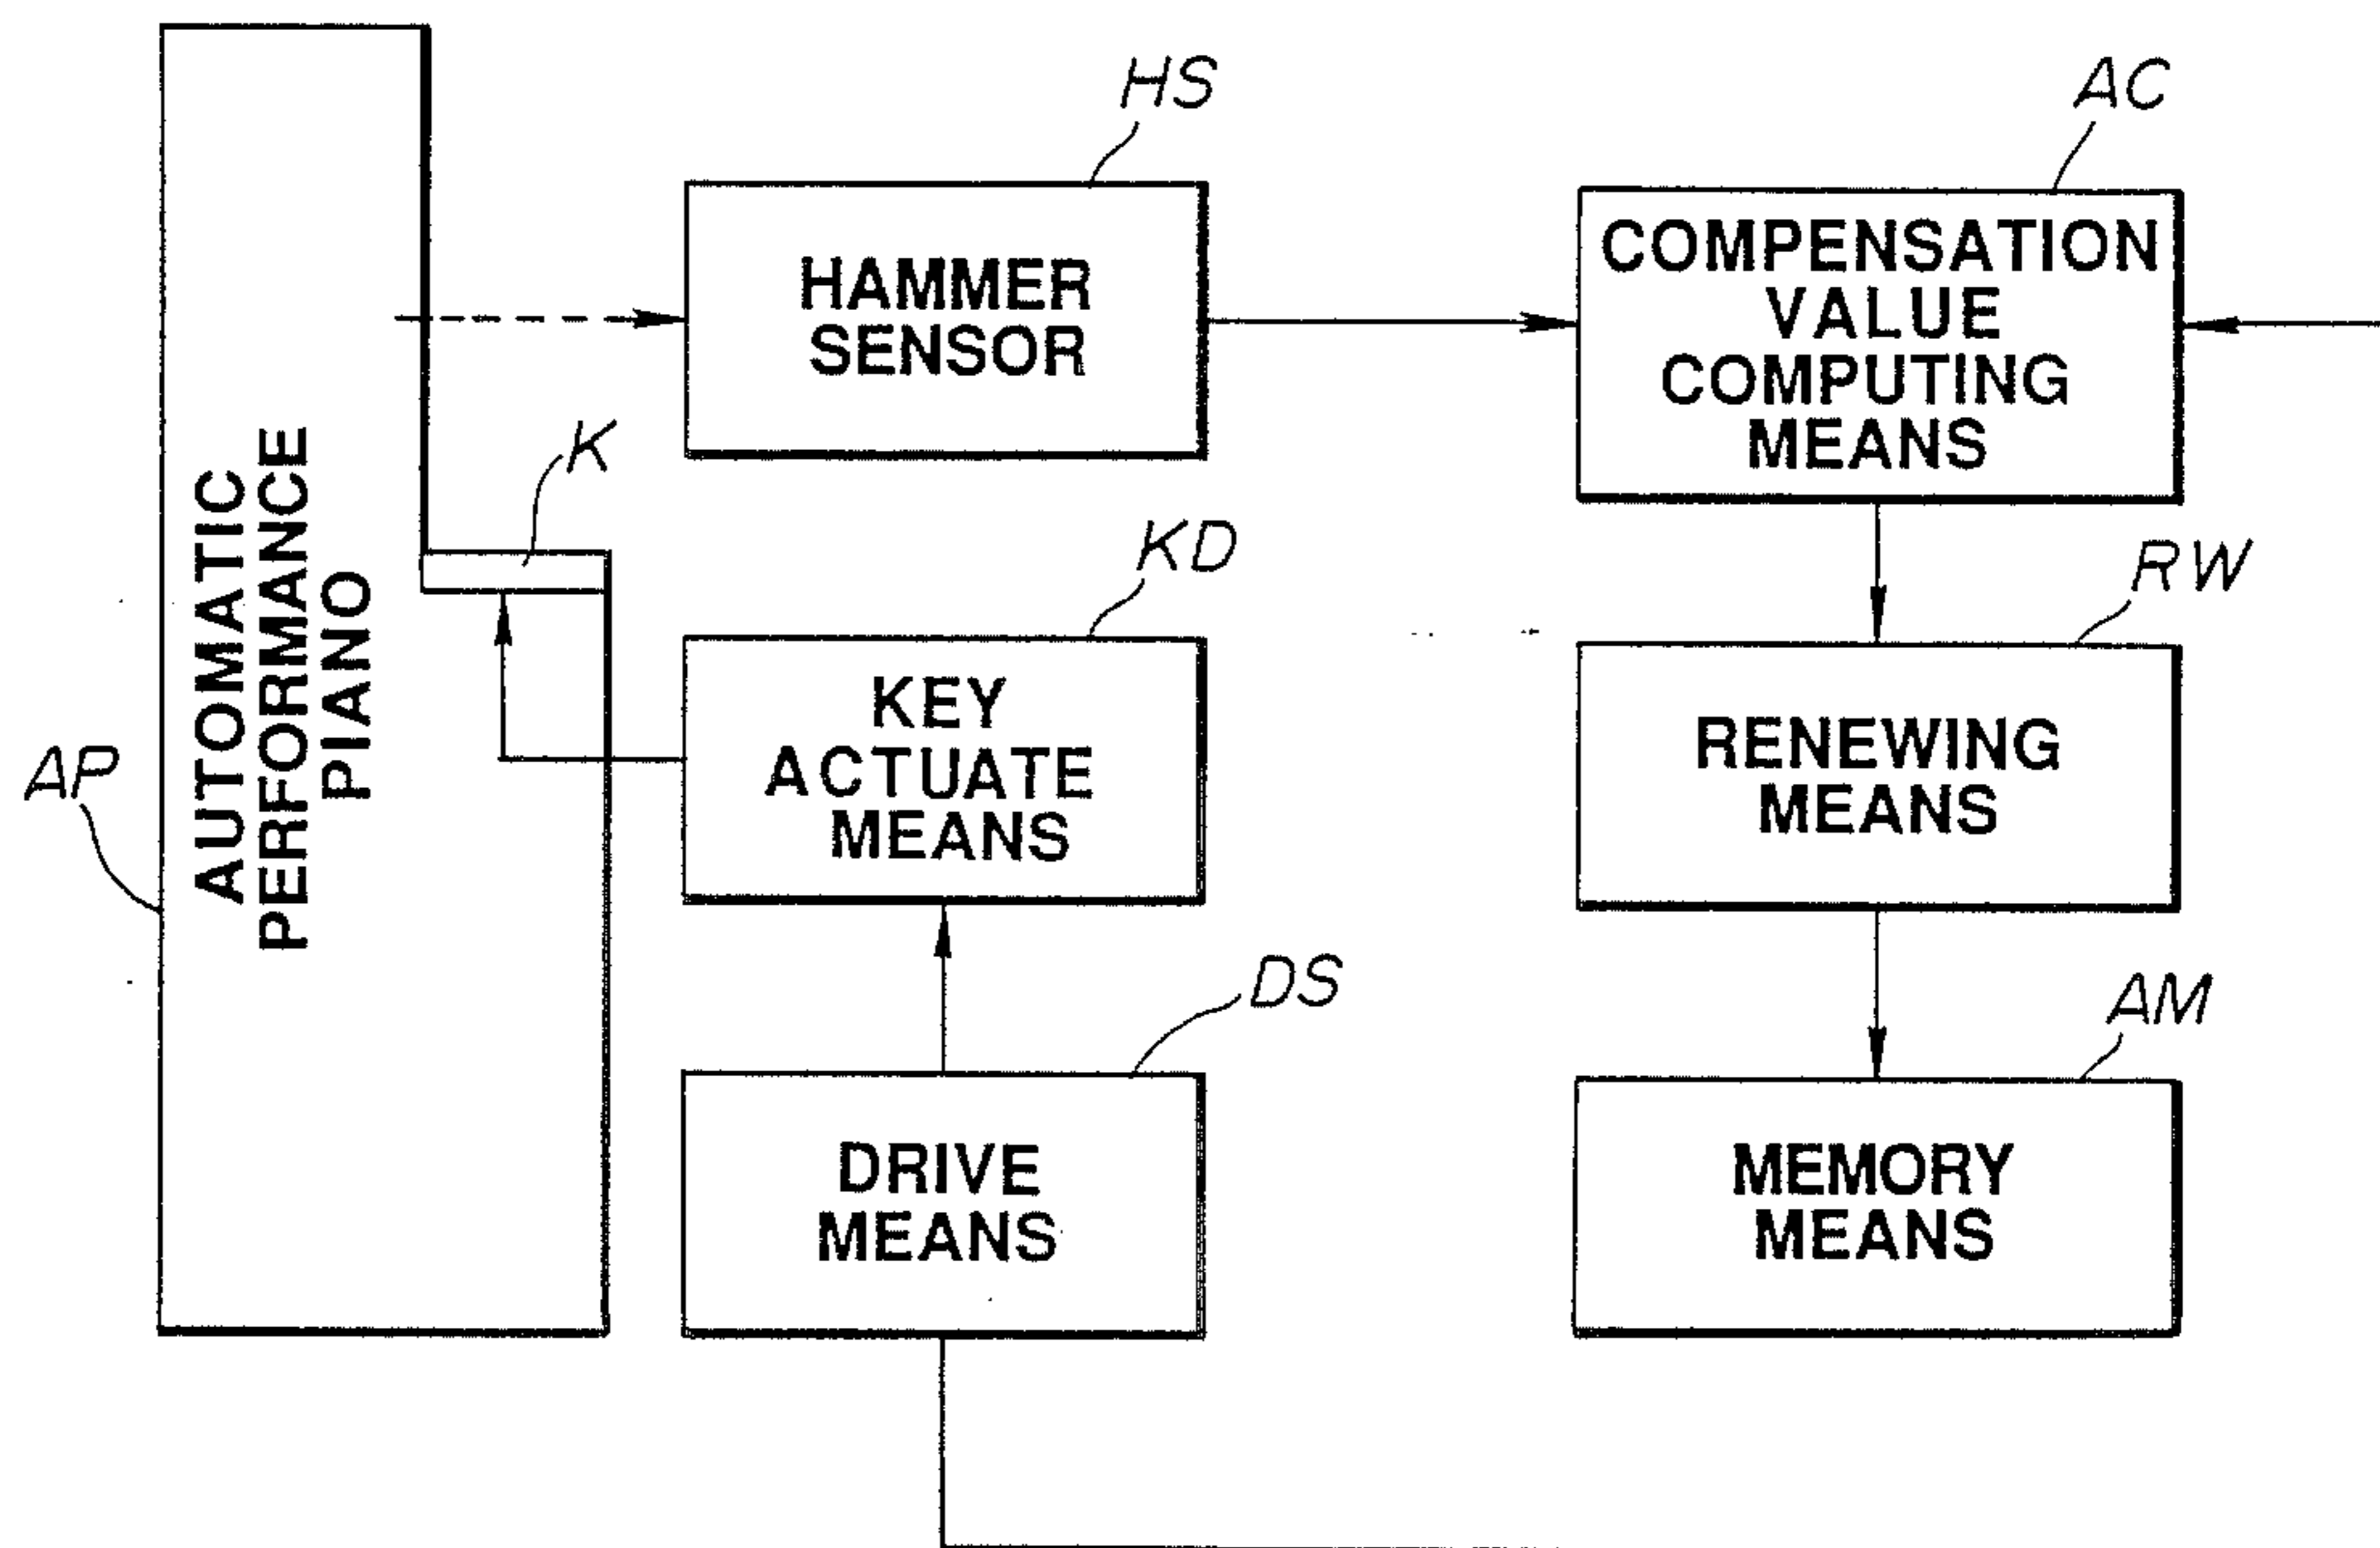 HS
AC
HAMMER
SENSOR
COMPENSATION
VALUE
COMPUTING
MEANS
K
KD
RW
AUTOMATIC
PERFORMANCE
PIANO
AP
KEY
ACTUATE
MEANS
RENEWING
MEANS
DS
AM
DRIVE
MEANS
MEMORY
MEANS